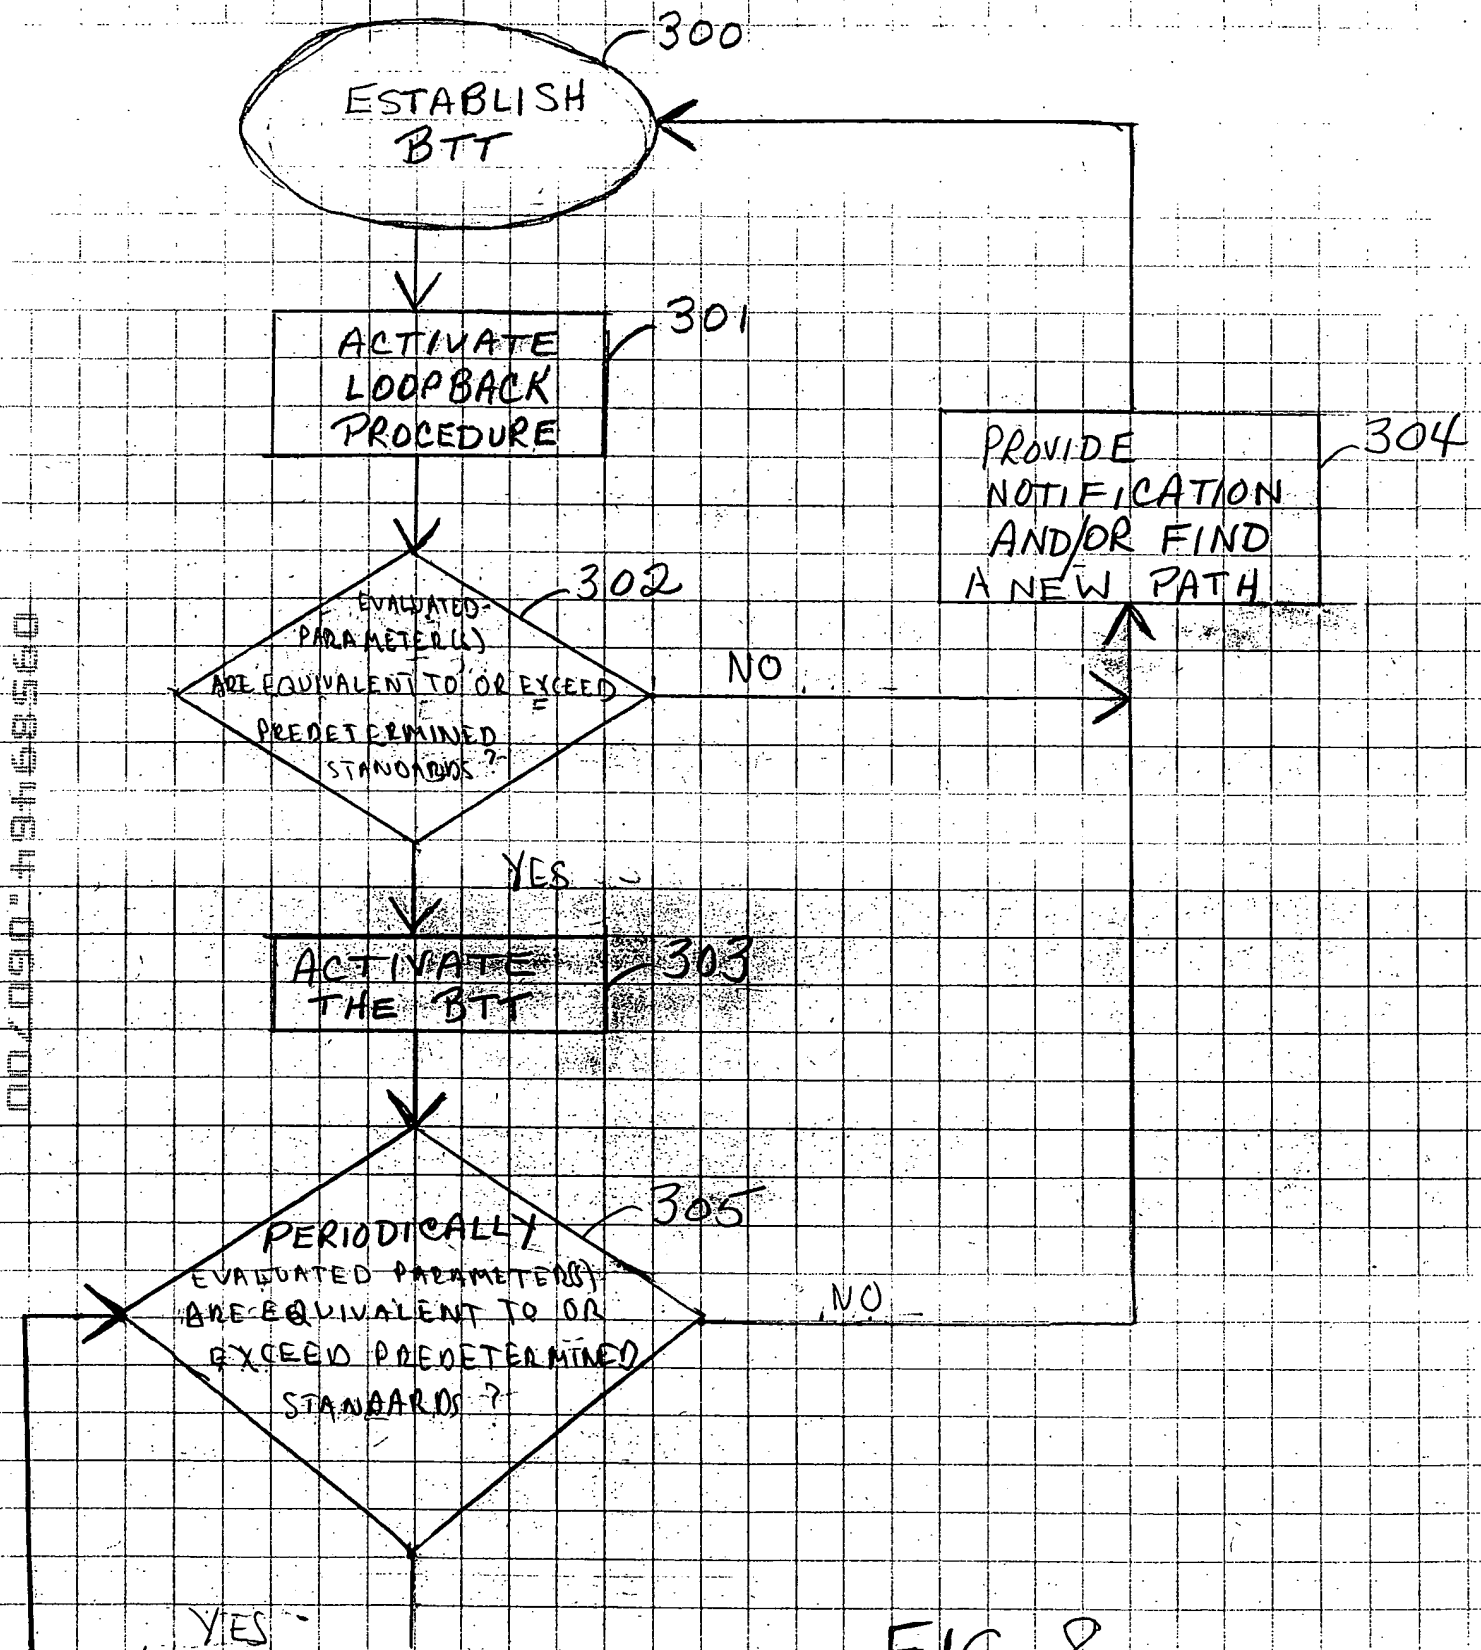 300
ESTABLISH
BTT
301
ACTIVATE
LOOPBACK
PROCEDURE
304
PROVIDE
NOTIFICATION
AND/OR FIND
A NEW PATH
302
EVALUATED
PARAMETER(S)
ARE EQUIVALENT TO OR EXCEED
PREDETERMINED
STANDARDS?
NO
YES
303
ACTIVATE
THE BTT
305
PERIODICALLY
EVALUATED PARAMETER(S)
ARE EQUIVALENT TO OR
EXCEED PREDETERMINED
STANDARDS?
NO
YES
FIG. 8